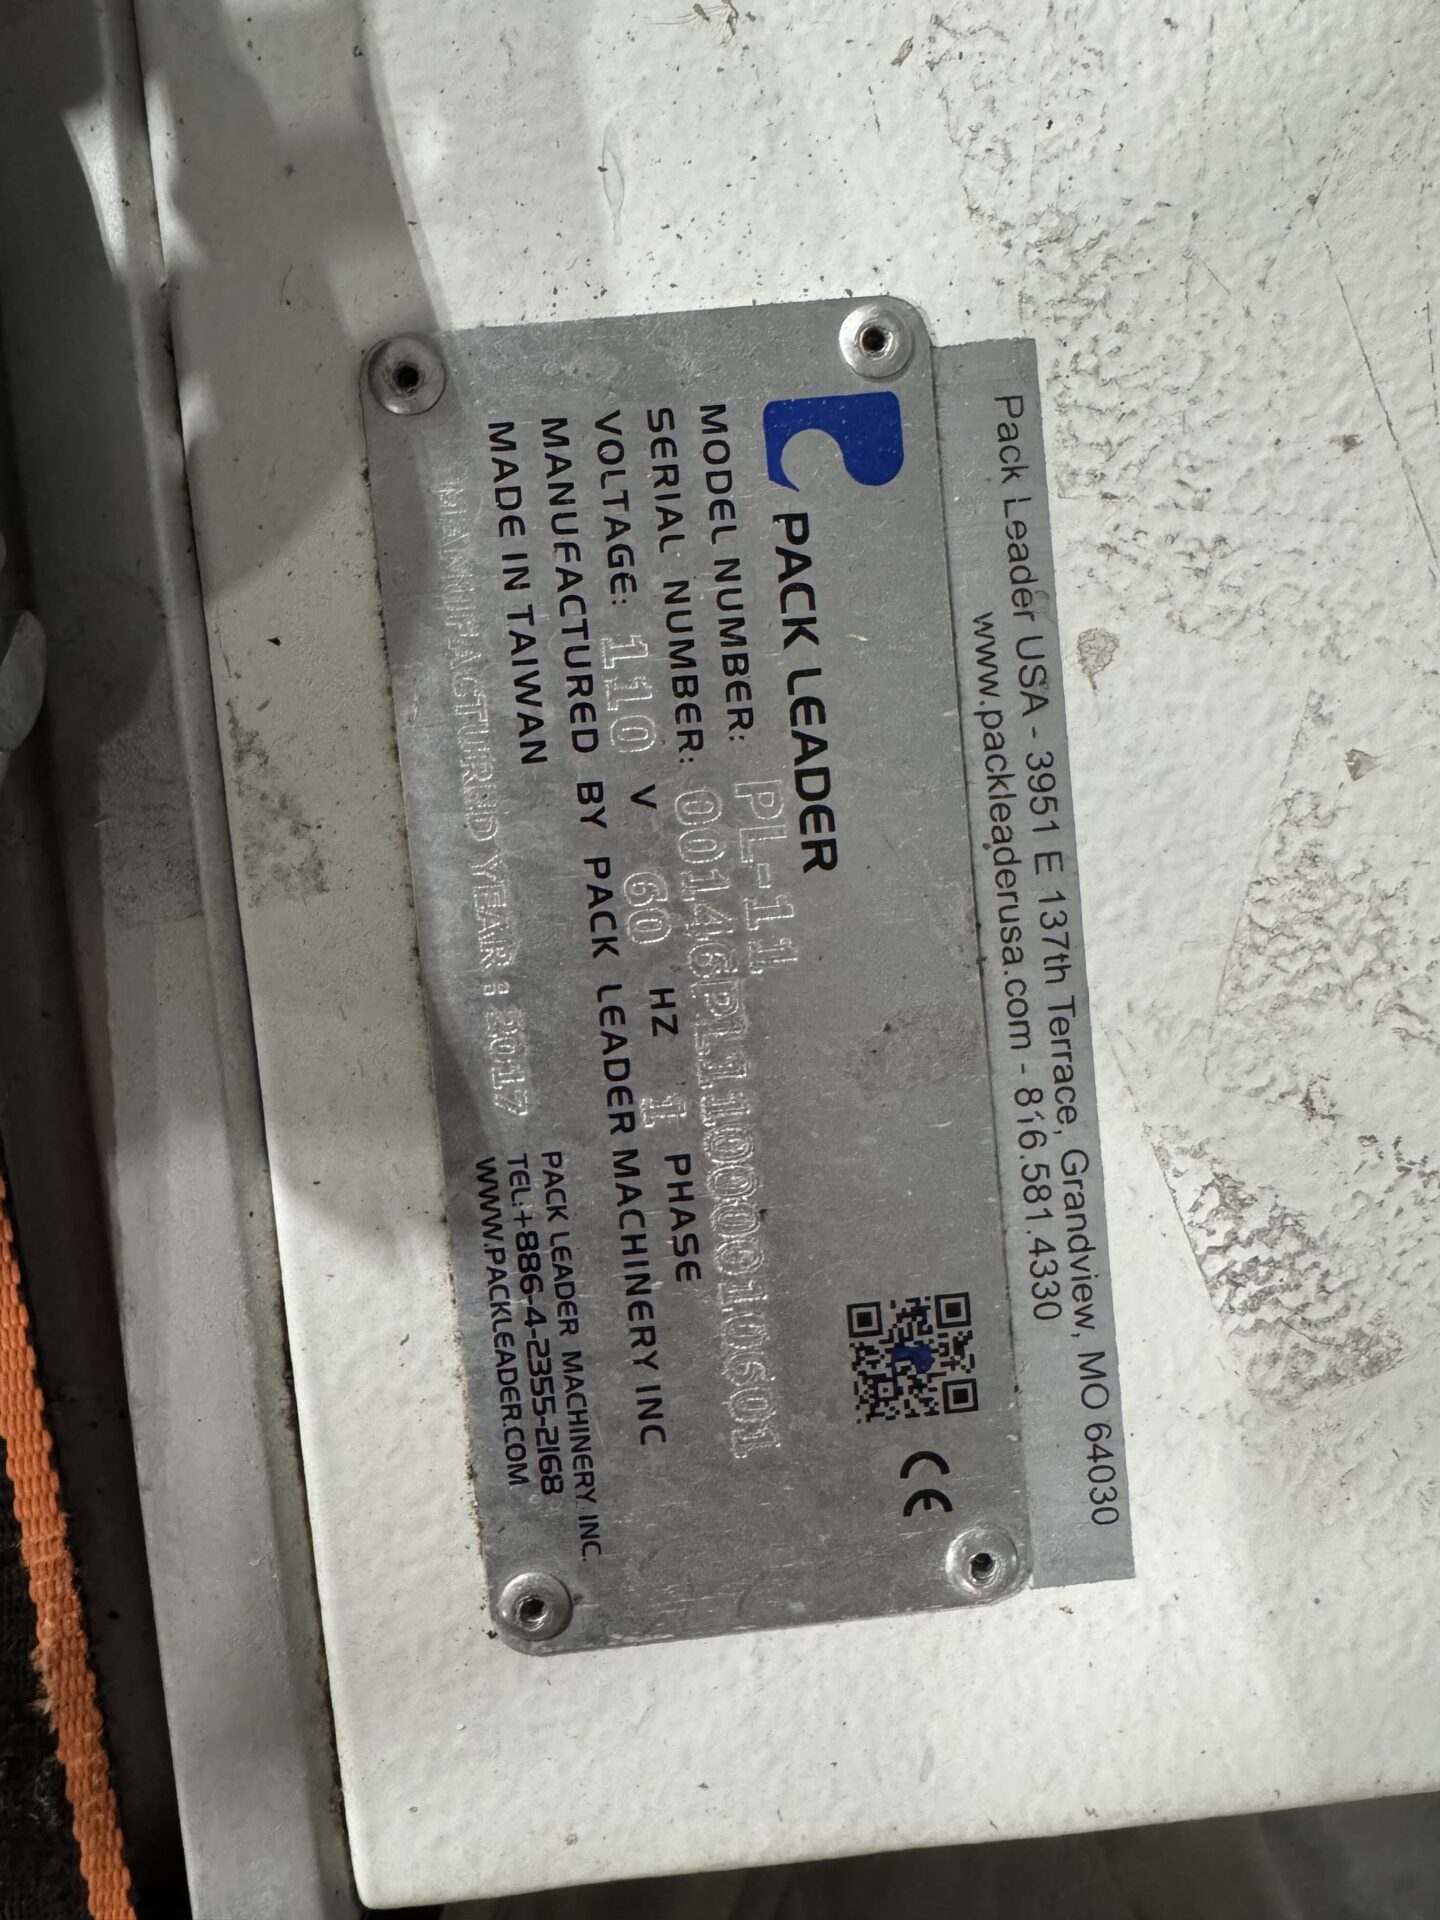 Pack Leader USA - 3951 E 137th Terrace, Grandview, MO 64030
www.packleaderusa.com - 816.581.4330
PACK LEADER
CE
MODEL NUMBER: PL-11
SERIAL NUMBER: 00146PL1100010601
VOLTAGE: 110 V 60 HZ 1 PHASE
MANUFACTURED BY PACK LEADER MACHINERY INC
MADE IN TAIWAN
MANUFACTURND YEAR : 2017
PACK LEADER MACHINERY INC.
TEL:+886-4-2355-2168
WWW.PACKLEADER.COM